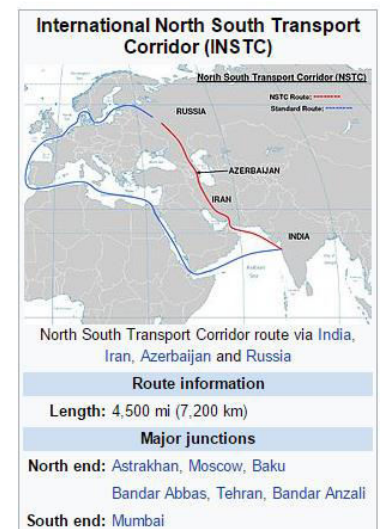 International North South Transport
Corridor (INSTC)
North South Transport Corridor (NSTC)
NSTC Route:
Standard Route:
RUSSIA
AZERBAIJAN
IRAN
INDIA
North South Transport Corridor route via India,
Iran, Azerbaijan and Russia
Route information
Length: 4,500 mi (7,200 km)
Major junctions
North end: Astrakhan, Moscow, Baku
Bandar Abbas, Tehran, Bandar Anzali
South end: Mumbai